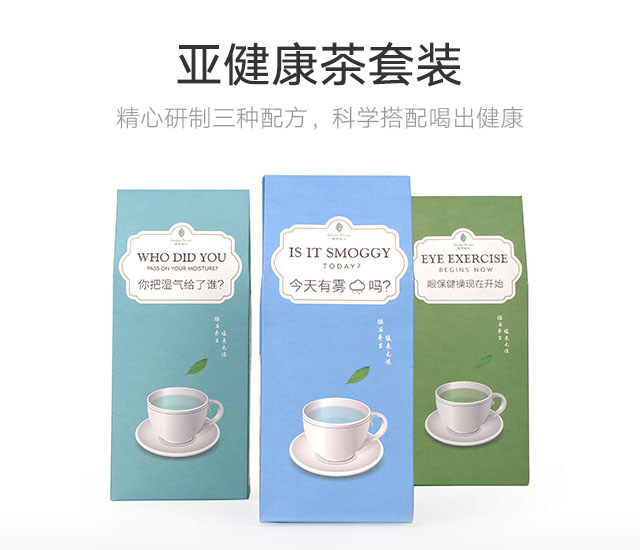 亚健康茶套装
精心研制三种配方，科学搭配喝出健康
WHO DID YOU
PASS ON YOUR MOISTURE?
你把湿气给了谁？
IS IT SMOGGY
TODAY?
今天有雾吗？
EYE EXERCISE
BEGINS NOW
眼保健操现在开始